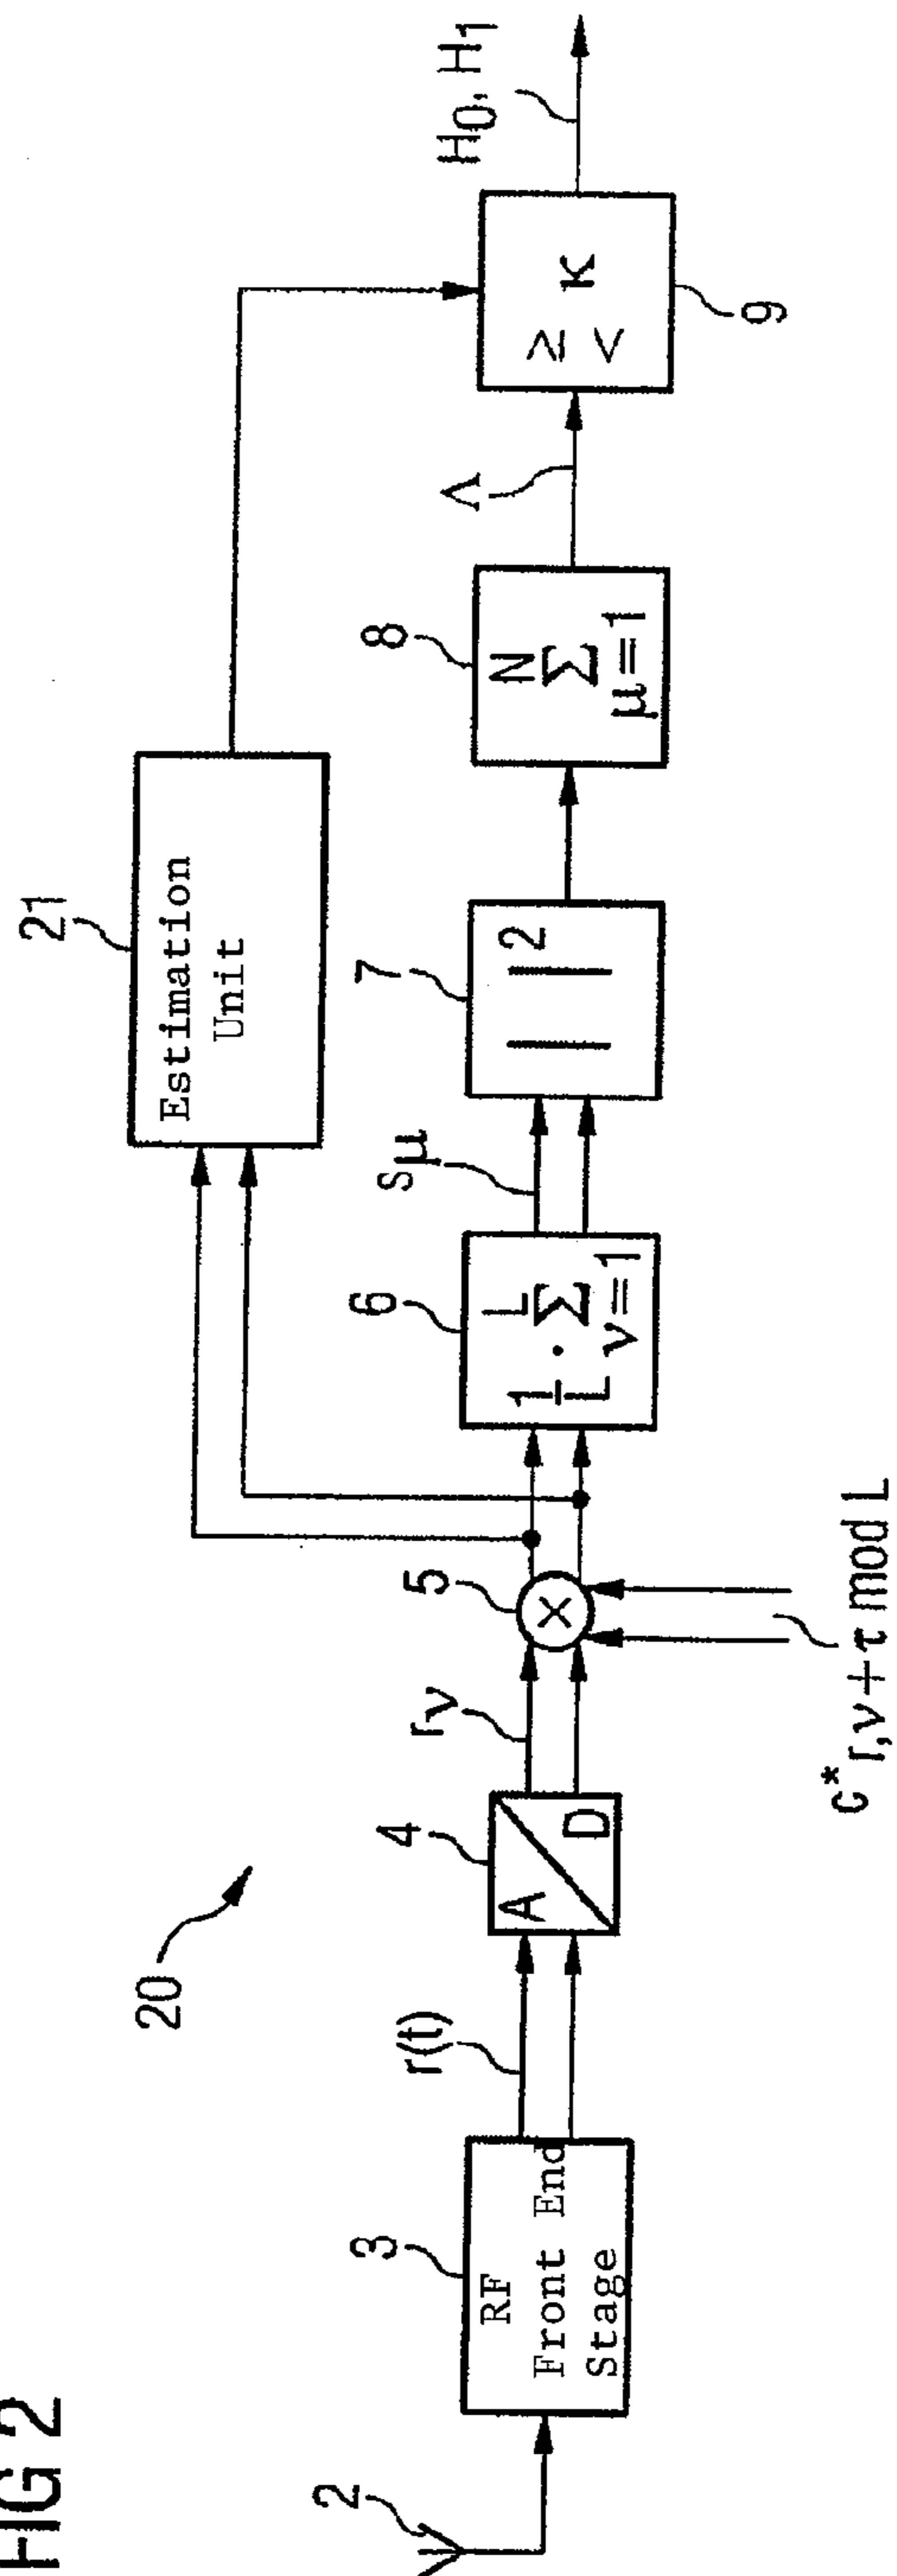 FIG 2
20
21
Estimation
Unit
2
3
RF
Front End
Stage
r(t)
4
A
D
rν
5
G*r,ν+τ mod L
6
1/L · L Σ ν=1
sμ
7
| |²
8
N
Σ
μ=1
Λ
≥ K
<
9
H₀, H₁